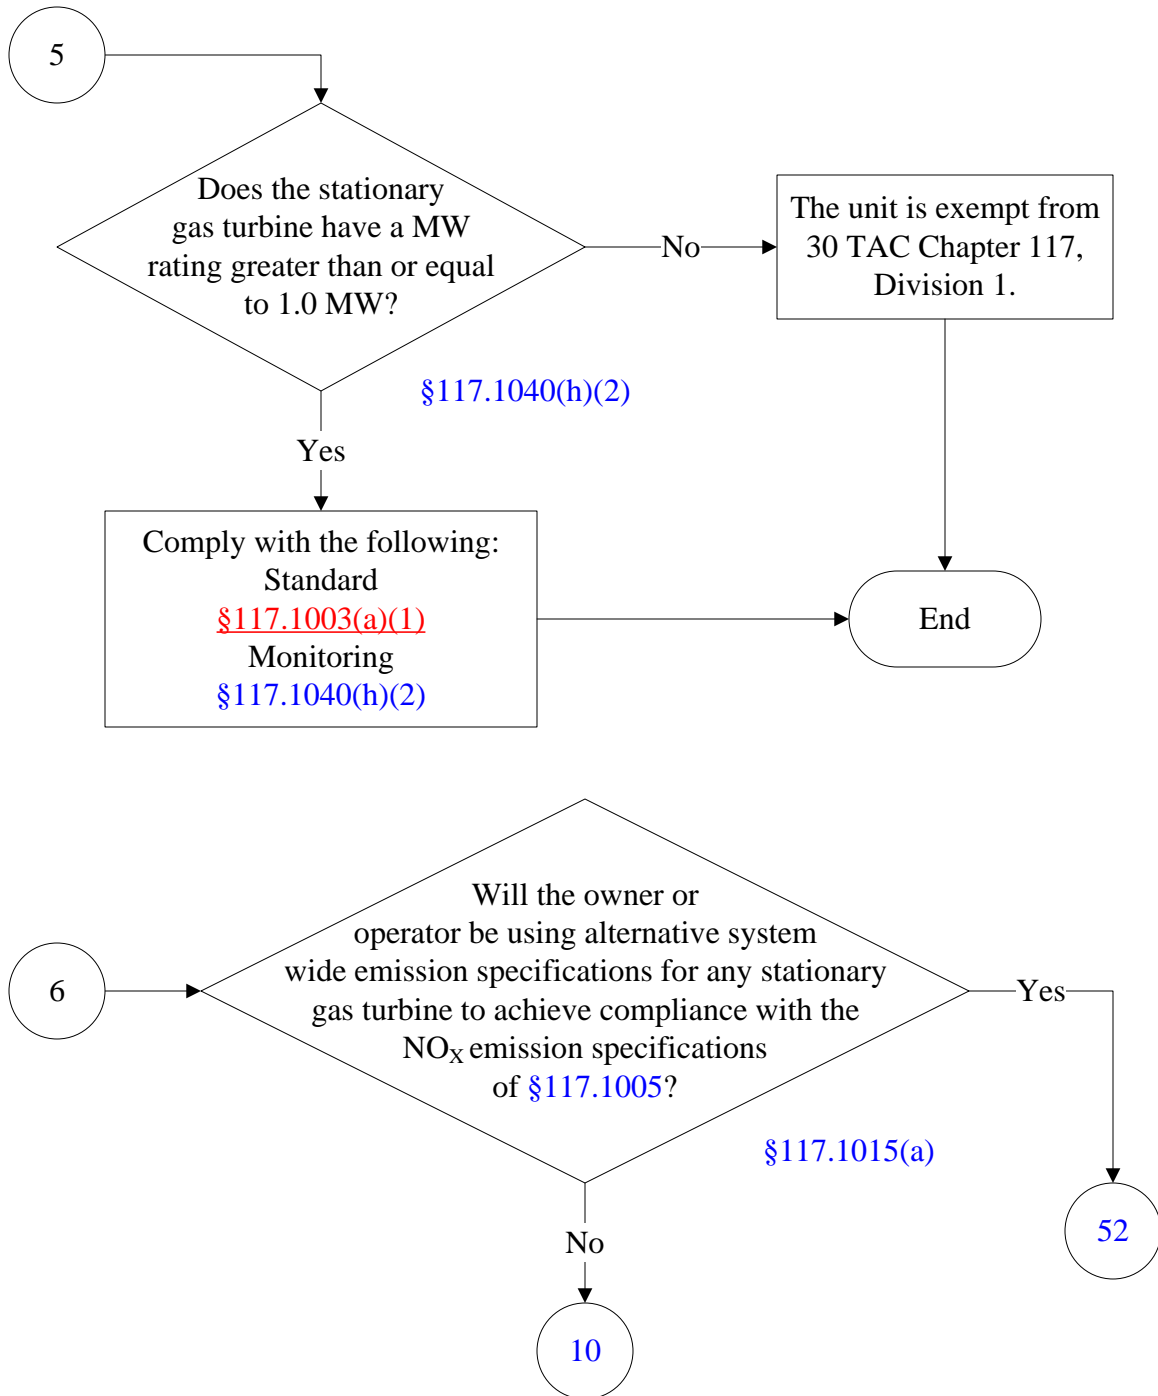 5
Does the stationary
gas turbine have a MW
rating greater than or equal
to 1.0 MW?
No
The unit is exempt from
30 TAC Chapter 117,
Division 1.
§117.1040(h)(2)
Yes
Comply with the following:
Standard
§117.1003(a)(1)
Monitoring
§117.1040(h)(2)
End
6
Will the owner or
operator be using alternative system
wide emission specifications for any stationary
gas turbine to achieve compliance with the
NOX emission specifications
of §117.1005?
Yes
§117.1015(a)
52
No
10